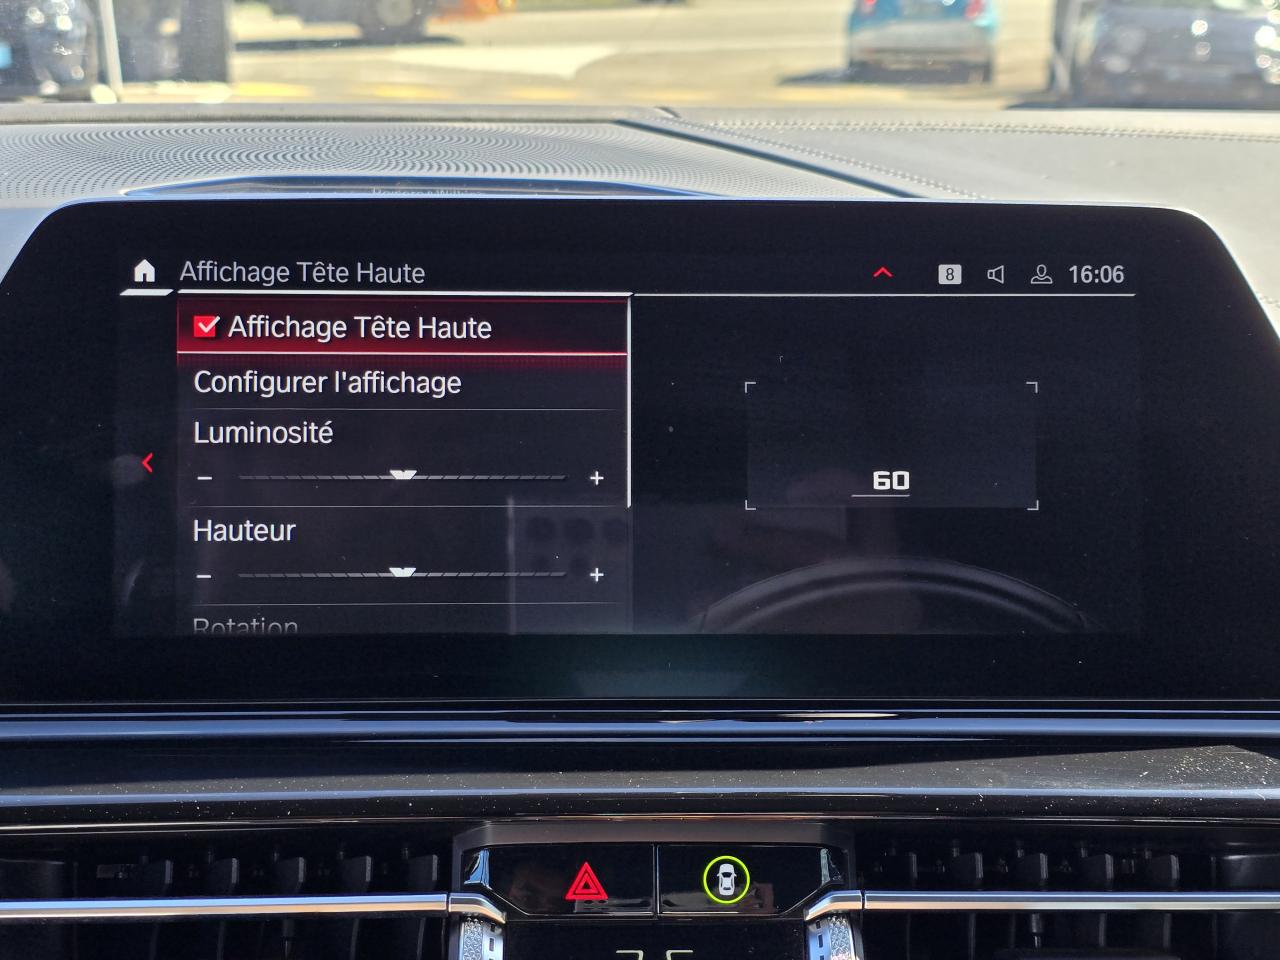 Affichage Tête Haute
8
16:06
Affichage Tête Haute
Configurer l'affichage
Luminosité
- +
60
Hauteur
- +
Rotation